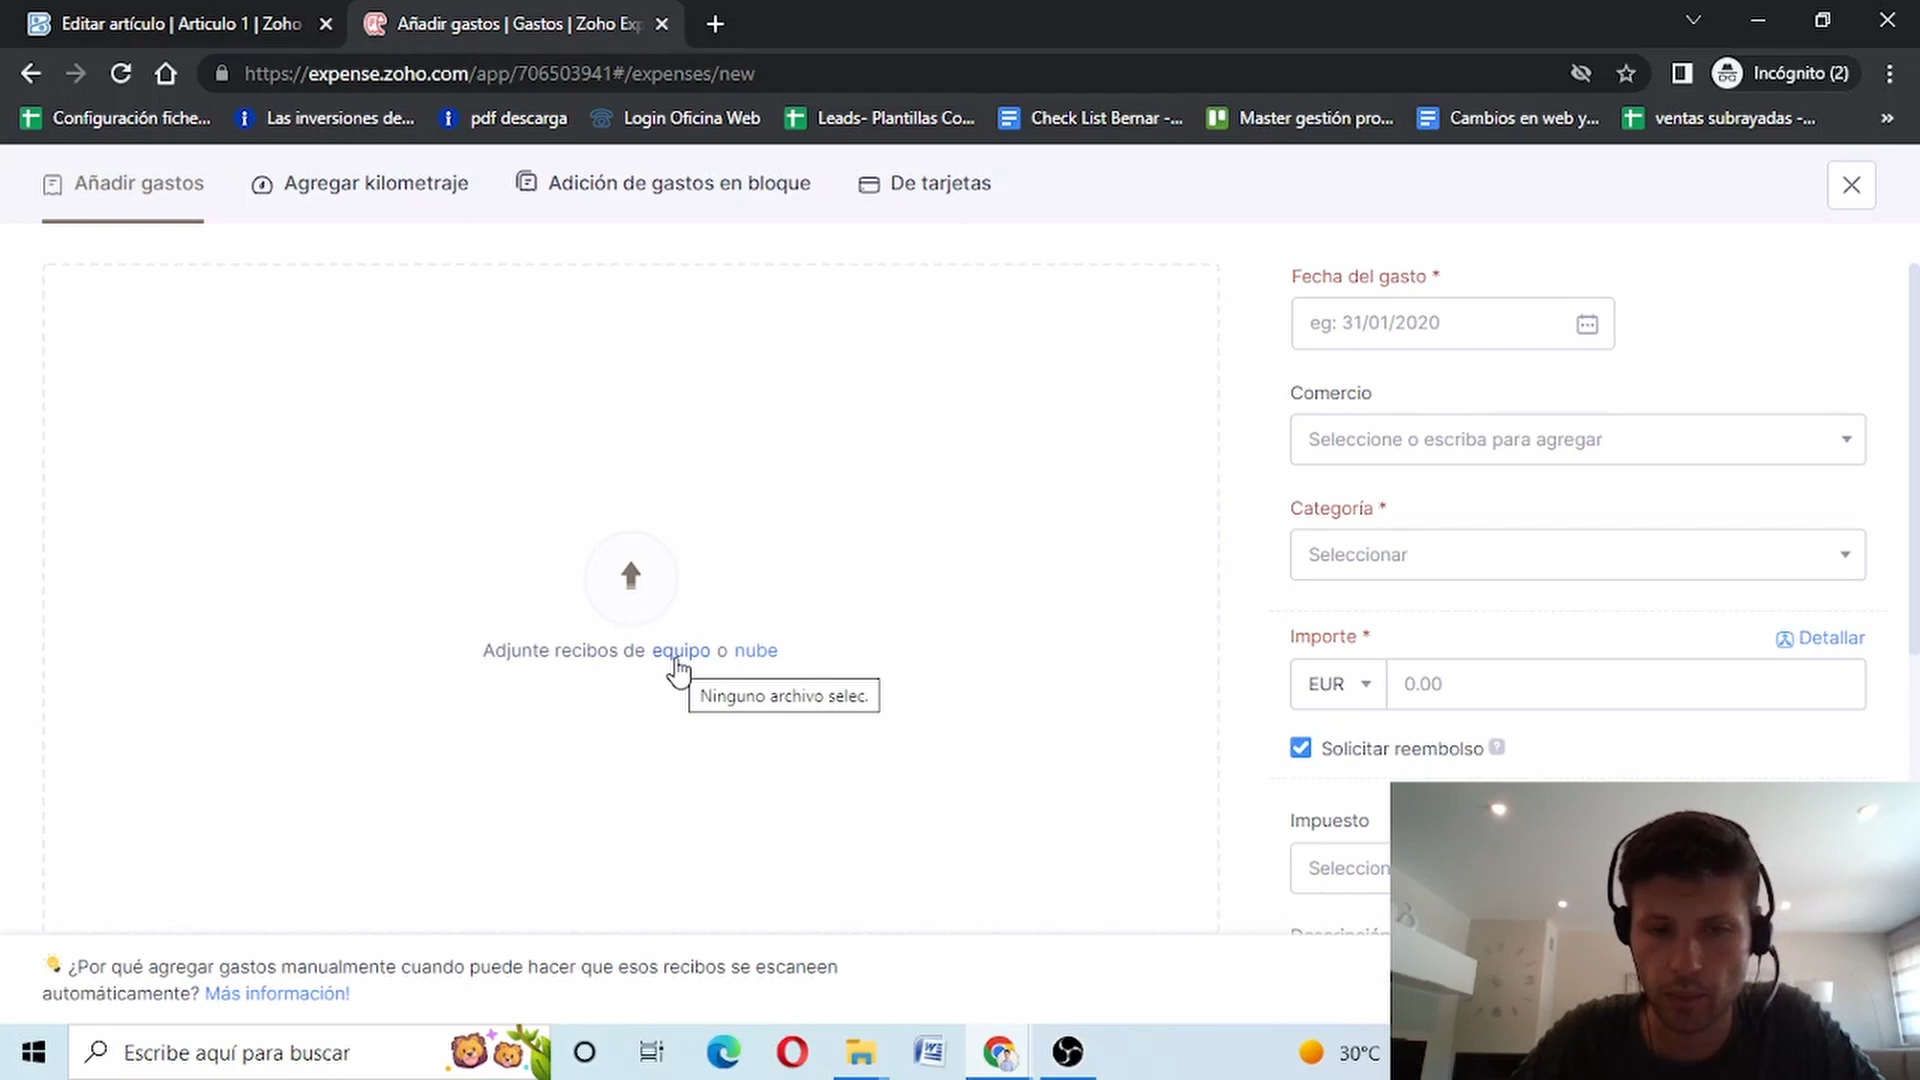 Editar artículo | Articulo 1 | Zoho
Añadir gastos | Gastos | Zoho Ex
https://expense.zoho.com/app/706503941#/expenses/new
Incógnito (2)
Configuración fiche...
Las inversiones de...
pdf descarga
Login Oficina Web
Leads- Plantillas Co...
Check List Bernar -...
Master gestión pro...
Cambios en web y...
ventas subrayadas -...
»
Añadir gastos
Agregar kilometraje
Adición de gastos en bloque
De tarjetas
Fecha del gasto *
eg: 31/01/2020
Comercio
Seleccione o escriba para agregar
Categoría *
Seleccionar
Adjunte recibos de equipo o nube
Ninguno archivo selec.
Importe *
Detallar
EUR
0.00
Solicitar reembolso ?
Impuesto
Seleccion
¿Por qué agregar gastos manualmente cuando puede hacer que esos recibos se escaneen
automáticamente? Más información!
Escribe aquí para buscar
30°C